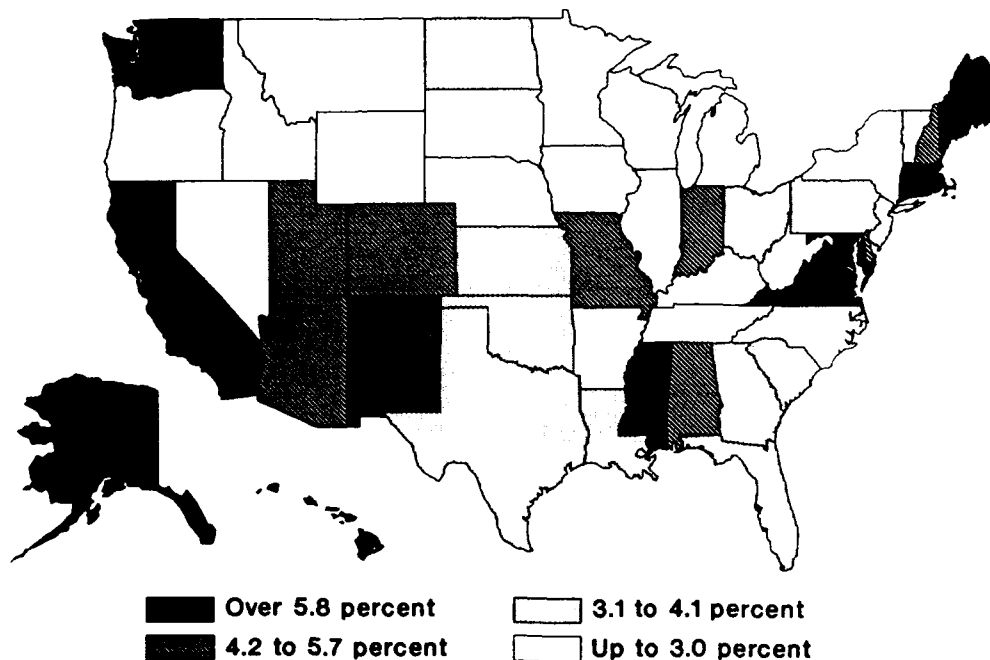 Over 5.8 percent
3.1 to 4.1 percent
4.2 to 5.7 percent
Up to 3.0 percent